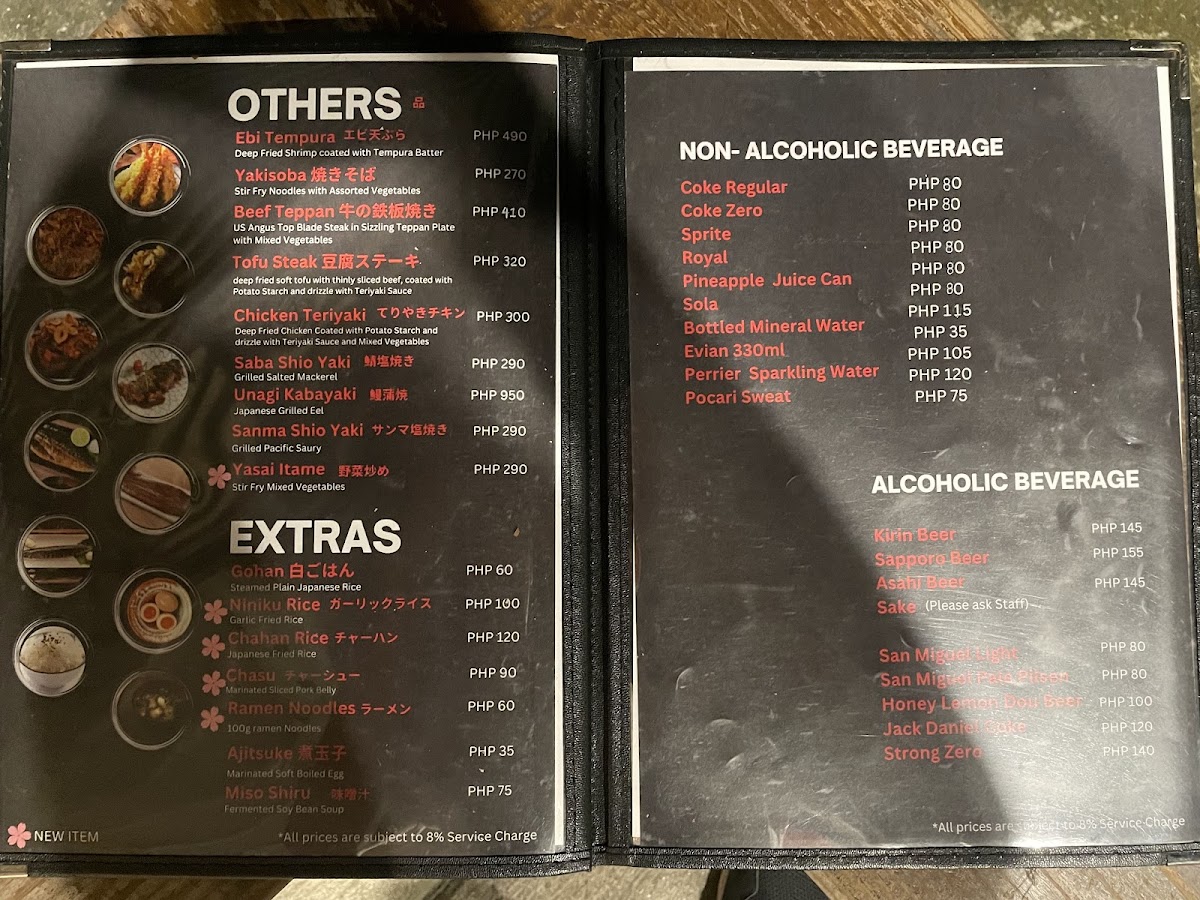 OTHERS 品
Ebi Tempura エビ天ぷら PHP 490
Deep Fried Shrimp coated with Tempura Batter
Yakisoba 焼きそば PHP 270
Stir Fry Noodles with Assorted Vegetables
Beef Teppan 牛の鉄板焼き PHP 410
US Angus Top Blade Steak in Sizzling Teppan Plate
with Mixed Vegetables
Tofu Steak 豆腐ステーキ PHP 320
deep fried soft tofu with thinly sliced beef, coated with
Potato Starch and drizzle with Teriyaki Sauce
Chicken Teriyaki てりやきチキン PHP 300
Deep Fried Chicken Coated with Potato Starch and
drizzle with Teriyaki Sauce and Mixed Vegetables
Saba Shio Yaki 鯖塩焼き PHP 290
Grilled Salted Mackerel
Unagi Kabayaki 鰻蒲焼 PHP 950
Japanese Grilled Eel
Sanma Shio Yaki サンマ塩焼き PHP 290
Grilled Pacific Saury
Yasai Itame 野菜炒め PHP 290
Stir Fry Mixed Vegetables
EXTRAS
Gohan 白ごはん PHP 60
Steamed Plain Japanese Rice
Niniku Rice ガーリックライス PHP 100
Garlic Fried Rice
Chahan Rice チャーハン PHP 120
Japanese Fried Rice
Chasu チャーシュー PHP 90
Marinated Sliced Pork Belly
Ramen Noodles ラーメン PHP 60
100g ramen Noodles
Ajitsuke 煮玉子 PHP 35
Marinated Soft Boiled Egg
Miso Shiru 味噌汁 PHP 75
Fermented Soy Bean Soup
NEW ITEM
*All prices are subject to 8% Service Charge
NON- ALCOHOLIC BEVERAGE
Coke Regular PHP 80
Coke Zero PHP 80
Sprite PHP 80
Royal PHP 80
Pineapple Juice Can PHP 80
Sola PHP 80
Bottled Mineral Water PHP 115
Evian 330ml PHP 35
Perrier Sparkling Water PHP 105
Pocari Sweat PHP 120
PHP 75
ALCOHOLIC BEVERAGE
Kirin Beer PHP 145
Sapporo Beer PHP 155
Asahi Beer PHP 145
Sake (Please ask Staff)
San Miguel Light PHP 80
San Miguel Pale Pilsen PHP 80
Honey Lemon Dou Beer PHP 100
Jack Daniel Coke PHP 120
Strong Zero PHP 140
*All prices are subject to 8% Service Charge